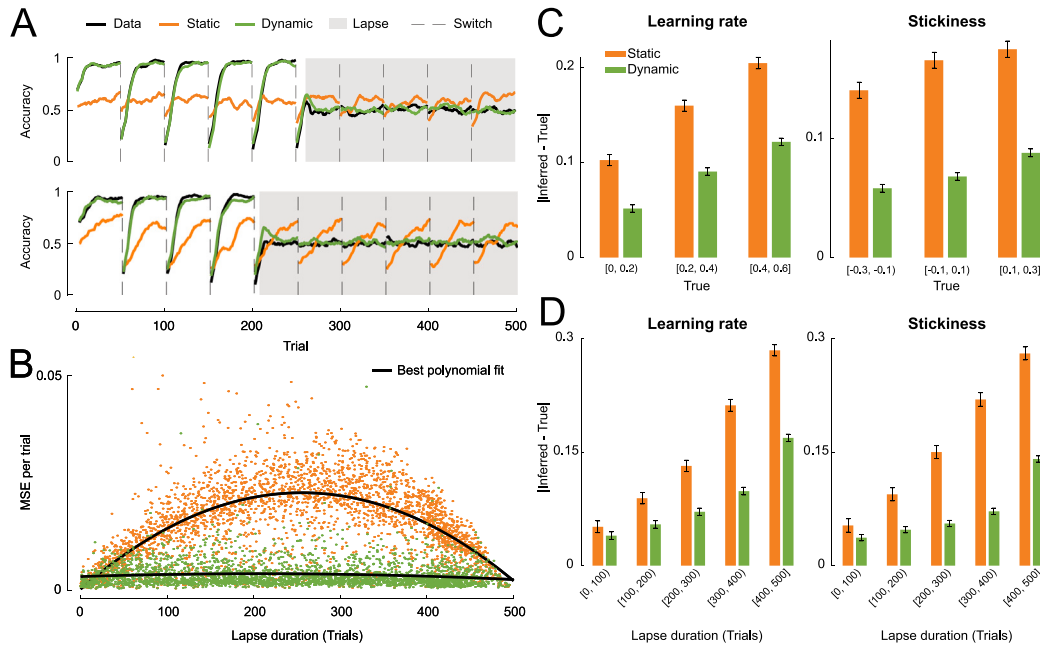 A
Data
Static
Dynamic
Lapse
Switch
1
Accuracy
0.5
0
1
Accuracy
0.5
0
0
100
200
300
400
500
Trial
B
Best polynomial fit
0.05
MSE per trial
0
0
100
200
300
400
500
Lapse duration (Trials)
C
Learning rate
Stickiness
Static
Dynamic
|Inferred - True|
0.2
0.1
0
[0, 0.2)
[0.2, 0.4)
[0.4, 0.6]
True
0.1
0
[-0.3, -0.1)
[-0.1, 0.1)
[0.1, 0.3]
True
D
Learning rate
Stickiness
|Inferred - True|
0.3
0.15
0
[0, 100)
[100, 200)
[200, 300)
[300, 400)
[400, 500]
Lapse duration (Trials)
0.3
0.15
0
[0, 100)
[100, 200)
[200, 300)
[300, 400)
[400, 500]
Lapse duration (Trials)